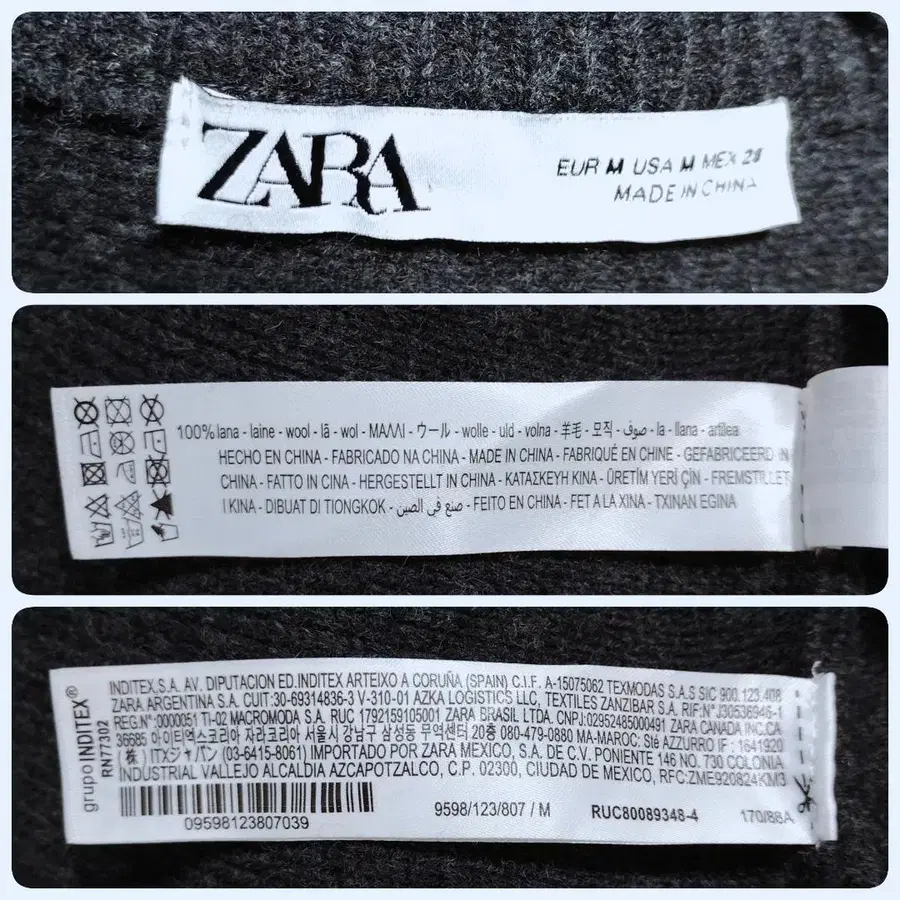 ZARA
EUR M USA M MEX 28
MADE IN CHINA
100% lana - laine - wool - lã - wol - ΜΑΛΛΙ - ウール - wolle - uld - volna - 羊毛 - 모직 - صوف - la - llana - artilea
HECHO EN CHINA - FABRICADO NA CHINA - MADE IN CHINA - FABRIQUÉ EN CHINE - GEFABRICEERD IN
CHINA - FATTO IN CINA - HERGESTELLT IN CHINA - ΚΑΤΑΣΚΕΥΗ ΚΙΝΑ - ÜRETİM YERİ ÇİN - FREMSTILLET
I KINA - DIBUAT DI TIONGKOK - صنع في الصين - FEITO EN CHINA - FET A LA XINA - TXINAN EGINA
grupo INDITEX®
RN77302
INDITEX,S.A. AV. DIPUTACION ED.INDITEX ARTEIXO A CORUÑA (SPAIN) C.I.F. A-15075062 TEXMODAS S.A.S SIC 900.123.408
ZARA ARGENTINA S.A. CUIT:30-69314836-3 V-310-01 AZKA LOGISTICS LLC, TEXTILES ZANZIBAR S.A. RIF:N°J30536946-1
REG.N°:0000051 TI-02 MACROMODA S.A. RUC 1792159105001 ZARA BRASIL LTDA. CNPJ:02952485000491 ZARA CANADA INC.CA
36685 아이티엑스코리아 자라코리아 서울시 강남구 삼성동 무역센터 20층 080-479-0880 MA-MAROC: Sté AZZURRO IF : 1641920
(株) ITXジャパン (03-6415-8061) IMPORTADO POR ZARA MEXICO, S.A. DE C.V. PONIENTE 146 NO. 730 COLONIA
INDUSTRIAL VALLEJO ALCALDIA AZCAPOTZALCO, C.P. 02300, CIUDAD DE MEXICO, RFC:ZME920824KM3
09598123807039
9598/123/807 / M
RUC80089348-4
170/88A